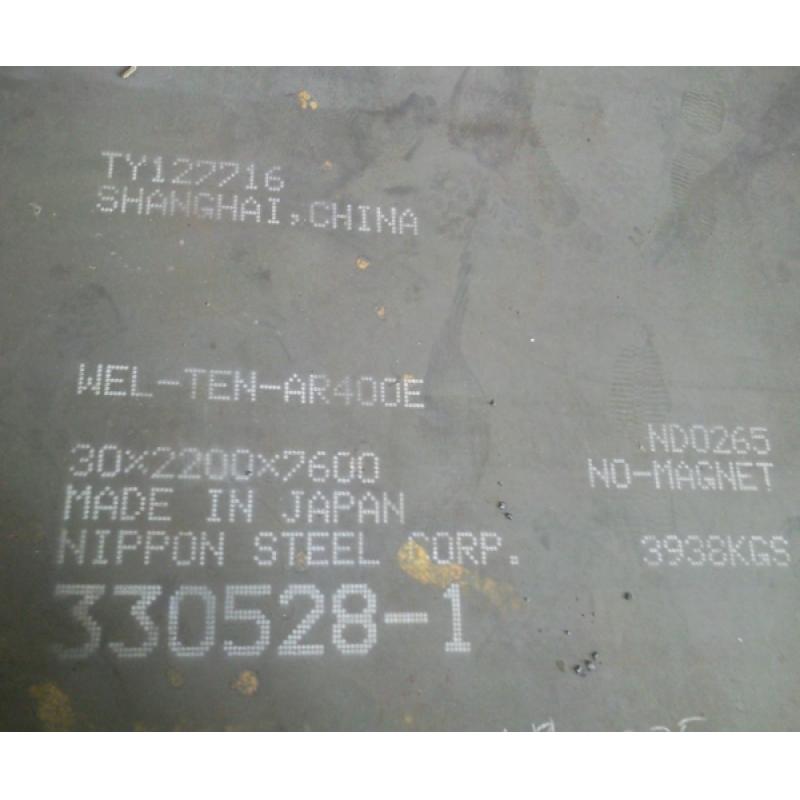 TY127716
SHANGHAI,CHINA
WEL-TEN-AR400E
30×2200×7600
MADE IN JAPAN
NIPPON STEEL CORP.
330528-1
ND0265
NO-MAGNET
3938KGS